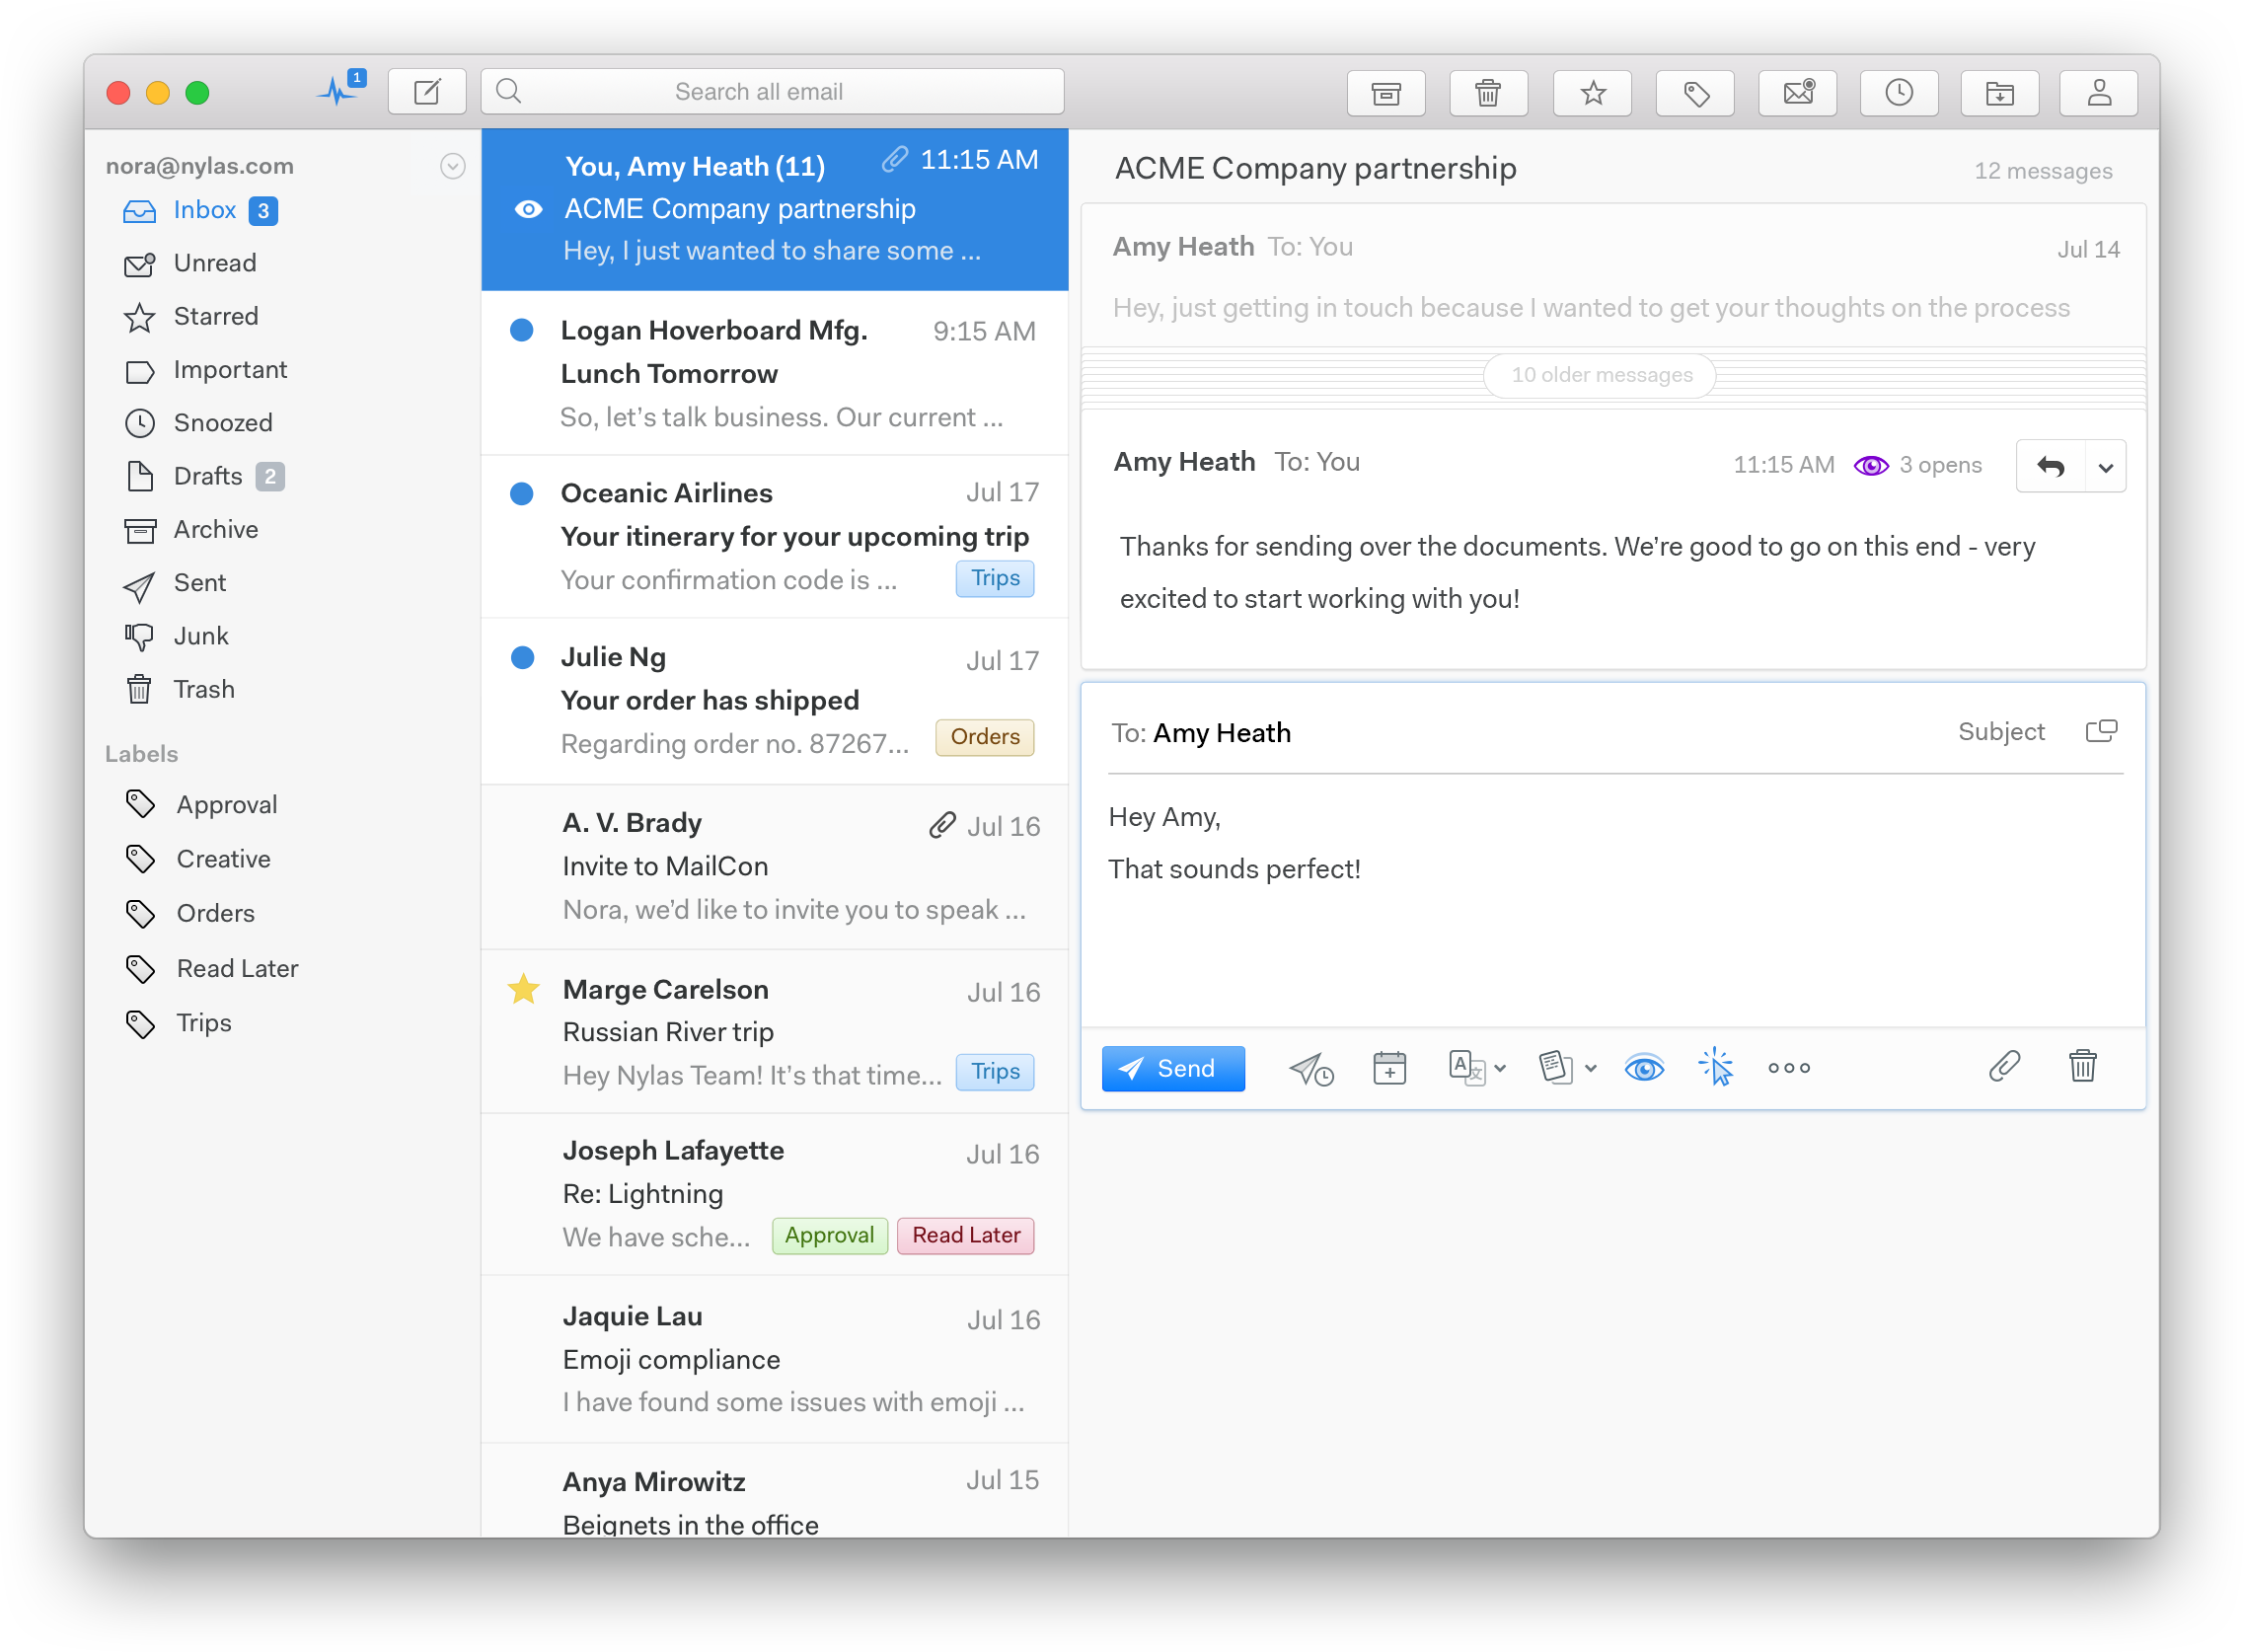 1
Search all email
nora@nylas.com
Inbox 3
Unread
Starred
Important
Snoozed
Drafts 2
Archive
Sent
Junk
Trash
Labels
Approval
Creative
Orders
Read Later
Trips
You, Amy Heath (11) 11:15 AM
ACME Company partnership
Hey, I just wanted to share some ...
Logan Hoverboard Mfg. 9:15 AM
Lunch Tomorrow
So, let’s talk business. Our current ...
Oceanic Airlines Jul 17
Your itinerary for your upcoming trip
Your confirmation code is ... Trips
Julie Ng Jul 17
Your order has shipped
Regarding order no. 87267... Orders
A. V. Brady Jul 16
Invite to MailCon
Nora, we’d like to invite you to speak ...
Marge Carelson Jul 16
Russian River trip
Hey Nylas Team! It’s that time... Trips
Joseph Lafayette Jul 16
Re: Lightning
We have sche... Approval Read Later
Jaquie Lau Jul 16
Emoji compliance
I have found some issues with emoji ...
Anya Mirowitz Jul 15
Beignets in the office
ACME Company partnership 12 messages
Amy Heath To: You Jul 14
Hey, just getting in touch because I wanted to get your thoughts on the process
10 older messages
Amy Heath To: You 11:15 AM 3 opens
Thanks for sending over the documents. We’re good to go on this end - very
excited to start working with you!
To: Amy Heath Subject
Hey Amy,
That sounds perfect!
Send A 文